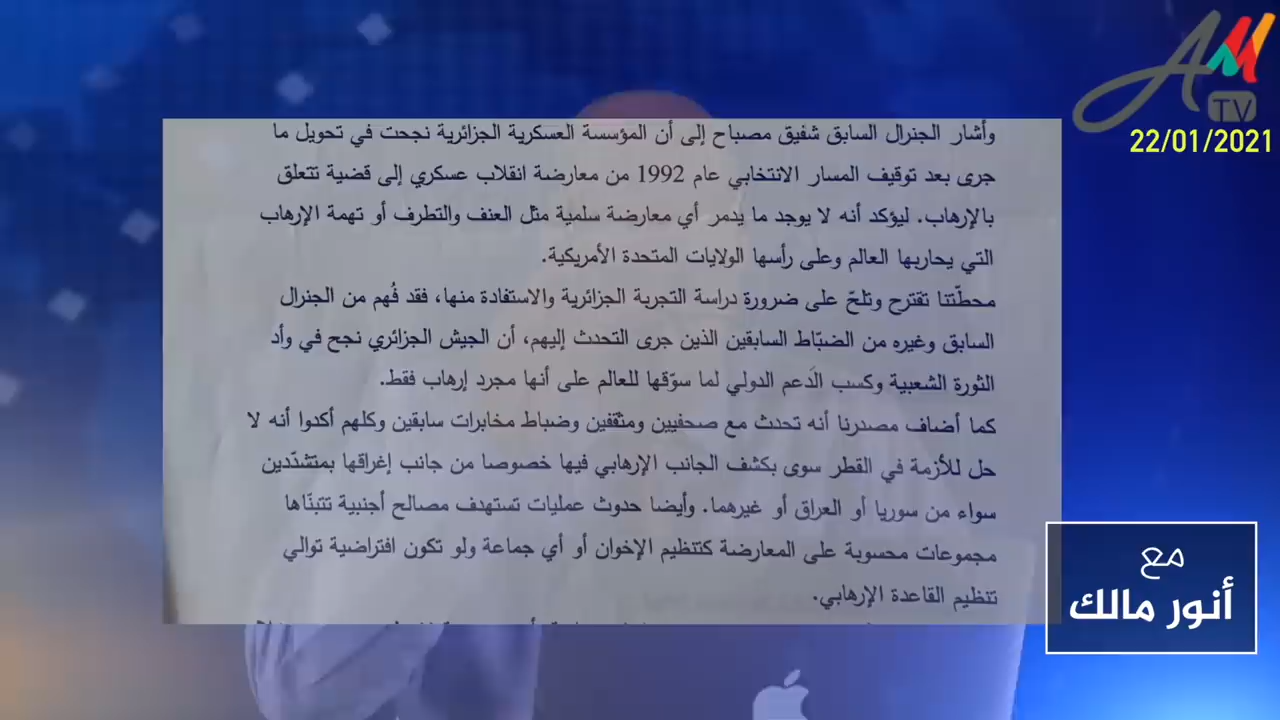 AM
TV
22/01/2021
وأشار الجنرال السابق شفيق مصباح إلى أن المؤسسة العسكرية الجزائرية نجحت في تحويل ما
جرى بعد توقيف المسار الانتخابي عام 1992 من معارضة انقلاب عسكري إلى قضية تتعلق
بالإرهاب. ليؤكد أنه لا يوجد ما يدمر أي معارضة سلمية مثل العنف والتطرف أو تهمة الإرهاب
التي يحاربها العالم وعلى رأسها الولايات المتحدة الأمريكية.
محطّتنا تقترح وتلحّ على ضرورة دراسة التجربة الجزائرية والاستفادة منها، فقد فُهم من الجنرال
السابق وغيره من الضبّاط السابقين الذين جرى التحدث إليهم، أن الجيش الجزائري نجح في وأد
الثورة الشعبية وكسب الَدعم الدولي لما سوّقها للعالم على أنها مجرد إرهاب فقط.
كما أضاف مصدرنا أنه تحدث مع صحفيين ومثقفين وضباط مخابرات سابقين وكلهم أكدوا أنه لا
حل للأزمة في القطر سوى بكشف الجانب الإرهابي فيها خصوصا من جانب إغراقها بمتشدّدين
سواء من سوريا أو العراق أو غيرهما. وأيضا حدوث عمليات تستهدف مصالح أجنبية تتبنّاها
مجموعات محسوبة على المعارضة كتنظيم الإخوان أو أي جماعة ولو تكون افتراضية توالي
تنظيم القاعدة الإرهابي.
مع
أنور مالك